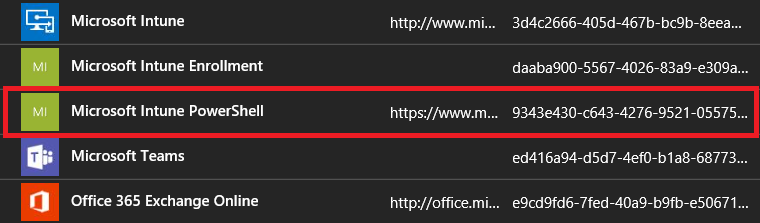 Microsoft Intune http://www.mi... 3d4c2666-405d-467b-bc9b-8eea...
MI Microsoft Intune Enrollment daaba900-5567-4026-83a9-e309a...
MI Microsoft Intune PowerShell https://www.m... 9343e430-c643-4276-9521-05575...
Microsoft Teams ed416a94-d5d7-4ef0-b1a8-68773...
Office 365 Exchange Online http://office.mi... e9cd9fd6-7fed-40a9-b9fb-e50671...